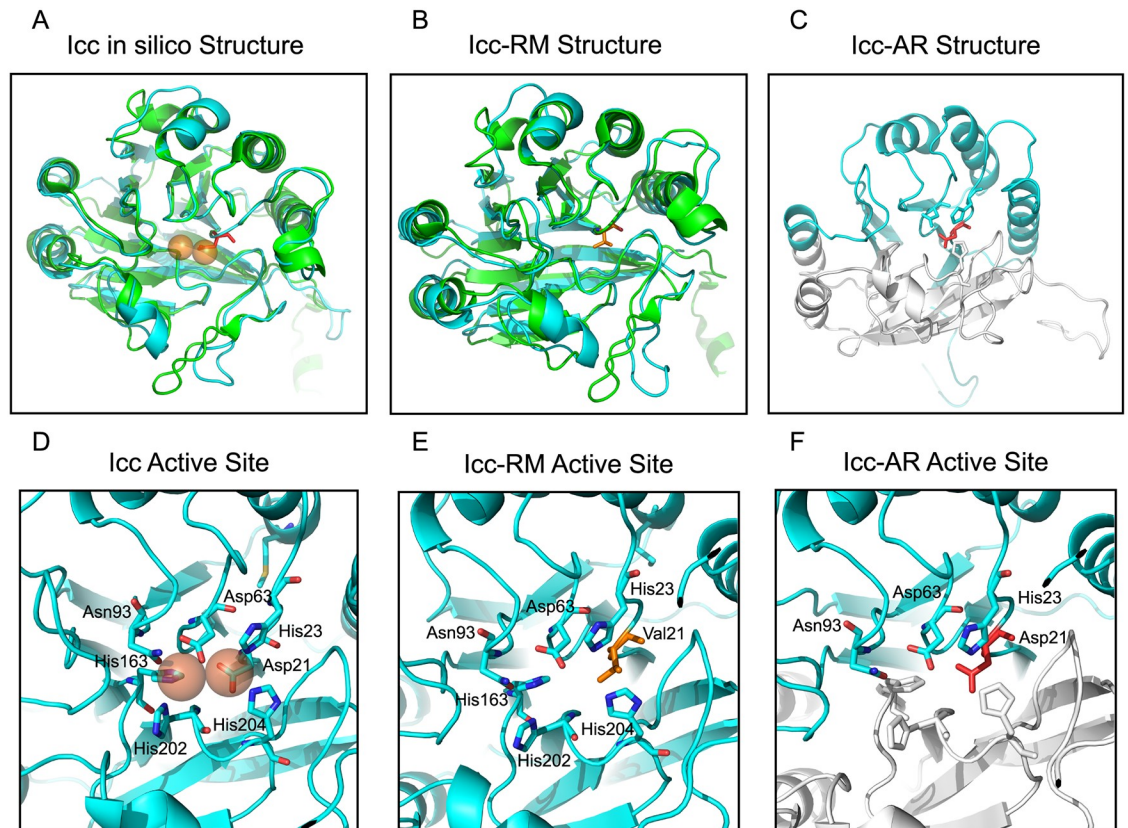 A
Icc in silico Structure
B
Icc-RM Structure
C
Icc-AR Structure
D
Icc Active Site
Asn93
Asp63
His23
His163
Asp21
His204
His202
E
Icc-RM Active Site
His23
Asp63
Asn93
Val21
His163
His204
His202
F
Icc-AR Active Site
Asp63
His23
Asn93
Asp21